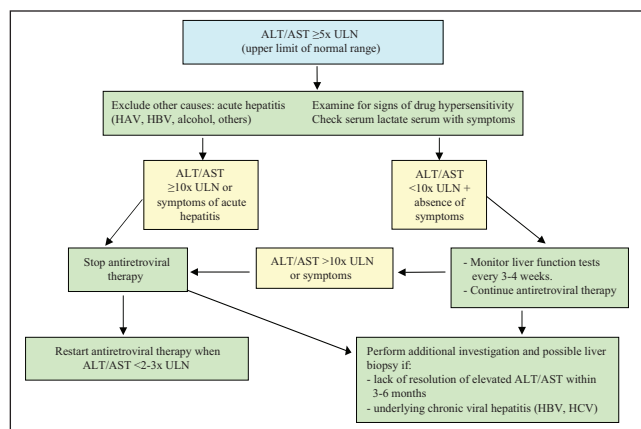 ALT/AST ≥5x ULN
(upper limit of normal range)
Exclude other causes: acute hepatitis
(HAV, HBV, alcohol, others)
Examine for signs of drug hypersensitivity
Check serum lactate serum with symptoms
ALT/AST
≥10x ULN or
symptoms of acute
hepatitis
ALT/AST
<10x ULN +
absence of
symptoms
Stop antiretroviral
therapy
ALT/AST >10x ULN
or symptoms
- Monitor liver function tests
every 3-4 weeks.
- Continue antiretroviral therapy
Restart antiretroviral therapy when
ALT/AST <2-3x ULN
Perform additional investigation and possible liver
biopsy if:
- lack of resolution of elevated ALT/AST within
3-6 months
- underlying chronic viral hepatitis (HBV, HCV)